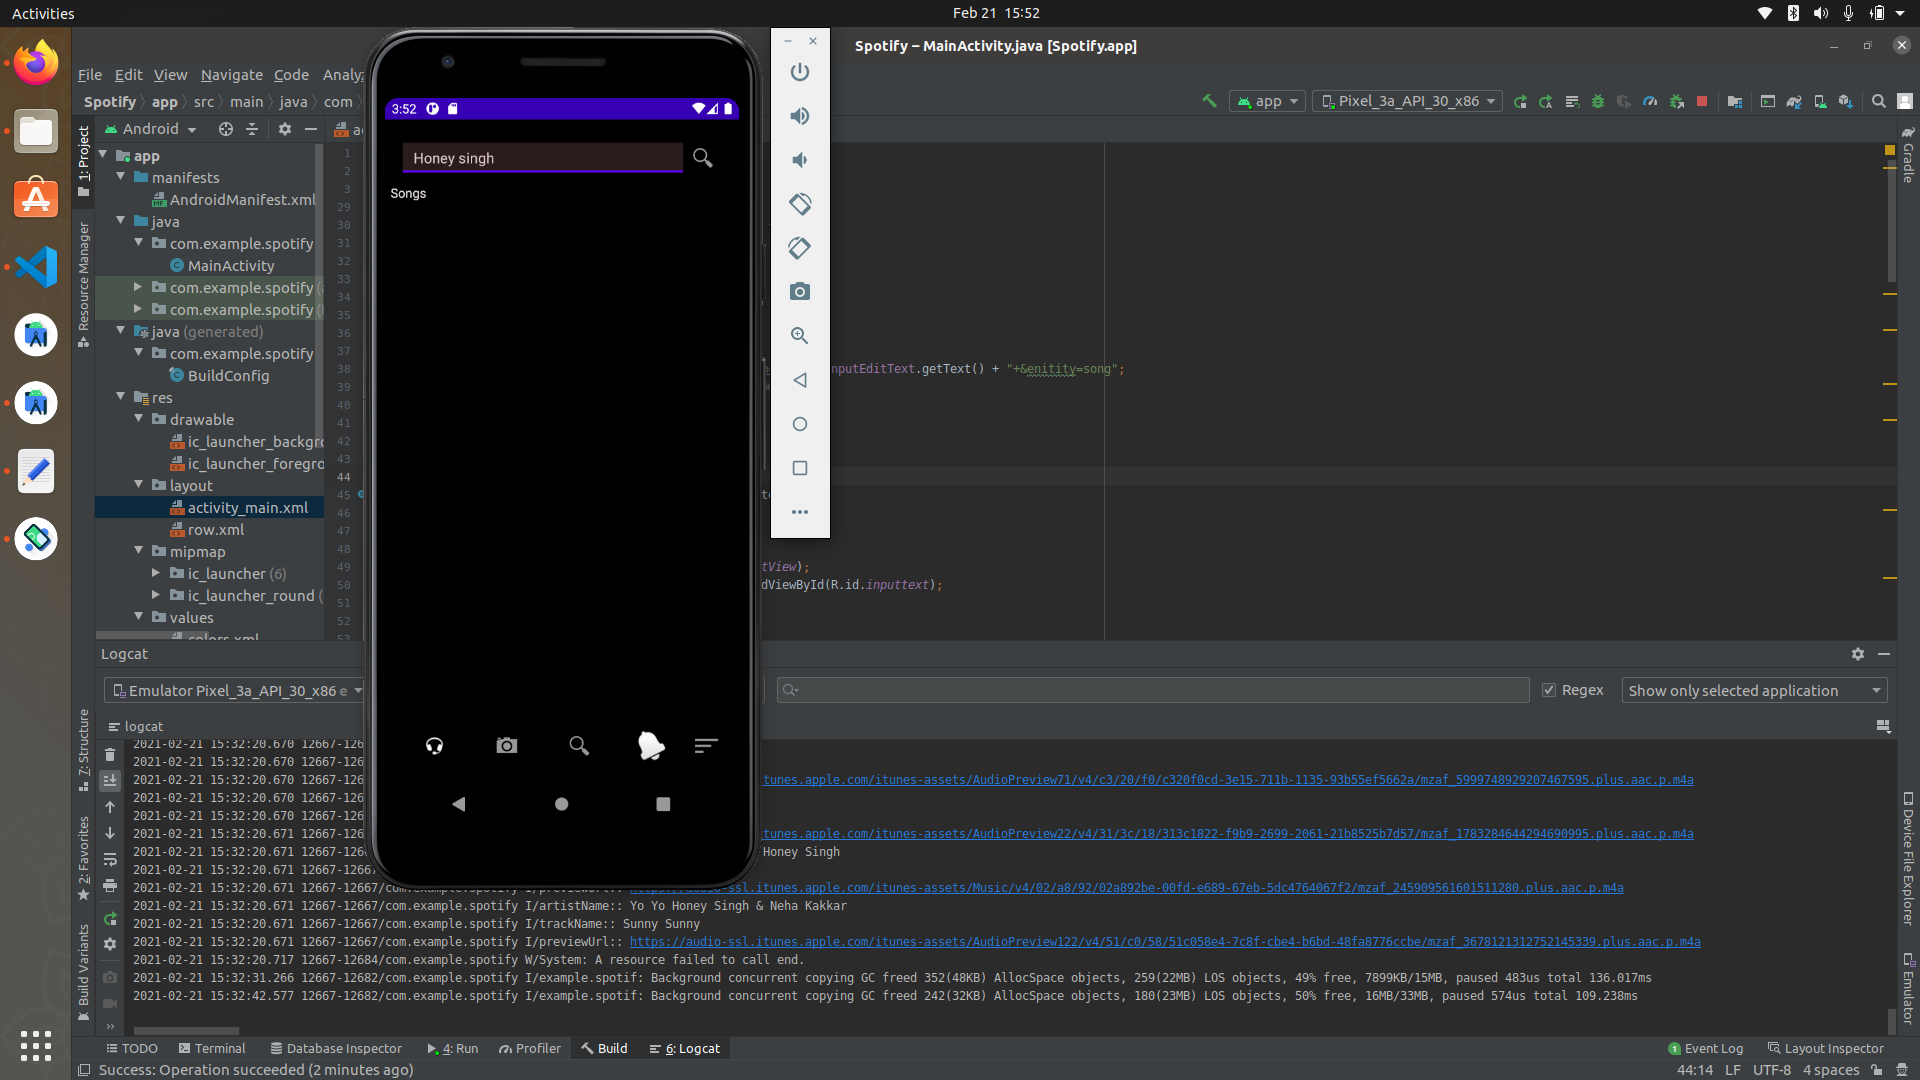 Activities
Feb 21 15:52
Spotify – MainActivity.java [Spotify.app]
File Edit View Navigate Code Analy
Spotify app src main java com
app
Pixel_3a_API_30_x86
Android
1: Project
Resource Manager
7: Structure
2: Favorites
Build Variants
Gradle
Device File Explorer
Emulator
app
manifests
AndroidManifest.xml
java
com.example.spotify
MainActivity
com.example.spotify
com.example.spotify
java (generated)
com.example.spotify
BuildConfig
res
drawable
ic_launcher_backgro
ic_launcher_foregro
layout
activity_main.xml
row.xml
mipmap
ic_launcher (6)
ic_launcher_round
values
colors.xml
1
2
3
29
30
31
32
33
34
35
36
37
38
39
40
41
42
43
44
45
46
47
48
49
50
51
52
53
nputEditText.getText() + "+&enitity=song";
tView);
dViewById(R.id.inputtext);
3:52
Honey singh
Songs
Logcat
Emulator Pixel_3a_API_30_x86 e
Regex
Show only selected application
logcat
2021-02-21 15:32:20.670 12667-126
2021-02-21 15:32:20.670 12667-126
2021-02-21 15:32:20.670 12667-126
tunes.apple.com/itunes-assets/AudioPreview71/v4/c3/20/f0/c320f0cd-3e15-711b-1135-93b55ef5662a/mzaf_5999748929207467595.plus.aac.p.m4a
2021-02-21 15:32:20.670 12667-126
2021-02-21 15:32:20.670 12667-126
2021-02-21 15:32:20.671 12667-126
tunes.apple.com/itunes-assets/AudioPreview22/v4/31/3c/18/313c1822-f9b9-2699-2061-21b8525b7d57/mzaf_1783284644294690995.plus.aac.p.m4a
2021-02-21 15:32:20.671 12667-126
Honey Singh
2021-02-21 15:32:20.671 12667-126
2021-02-21 15:32:20.671 12667-12667/com.example.spotify I/previewUrl:: https://audio-ssl.itunes.apple.com/itunes-assets/Music/v4/02/a8/92/02a892be-00fd-e689-67eb-5dc4764067f2/mzaf_245909561601511280.plus.aac.p.m4a
2021-02-21 15:32:20.671 12667-12667/com.example.spotify I/artistName:: Yo Yo Honey Singh & Neha Kakkar
2021-02-21 15:32:20.671 12667-12667/com.example.spotify I/trackName:: Sunny Sunny
2021-02-21 15:32:20.671 12667-12667/com.example.spotify I/previewUrl:: https://audio-ssl.itunes.apple.com/itunes-assets/AudioPreview122/v4/51/c0/58/51c058e4-7c8f-cbe4-b6bd-48fa8776ccbe/mzaf_3678121312752145339.plus.aac.p.m4a
2021-02-21 15:32:20.717 12667-12684/com.example.spotify W/System: A resource failed to call end.
2021-02-21 15:32:31.266 12667-12682/com.example.spotify I/example.spotif: Background concurrent copying GC freed 352(48KB) AllocSpace objects, 259(22MB) LOS objects, 49% free, 7899KB/15MB, paused 483us total 136.017ms
2021-02-21 15:32:42.577 12667-12682/com.example.spotify I/example.spotif: Background concurrent copying GC freed 242(32KB) AllocSpace objects, 180(23MB) LOS objects, 50% free, 16MB/33MB, paused 574us total 109.238ms
TODO Terminal Database Inspector 4: Run Profiler Build 6: Logcat
1 Event Log Layout Inspector
Success: Operation succeeded (2 minutes ago)
44:14 LF UTF-8 4 spaces